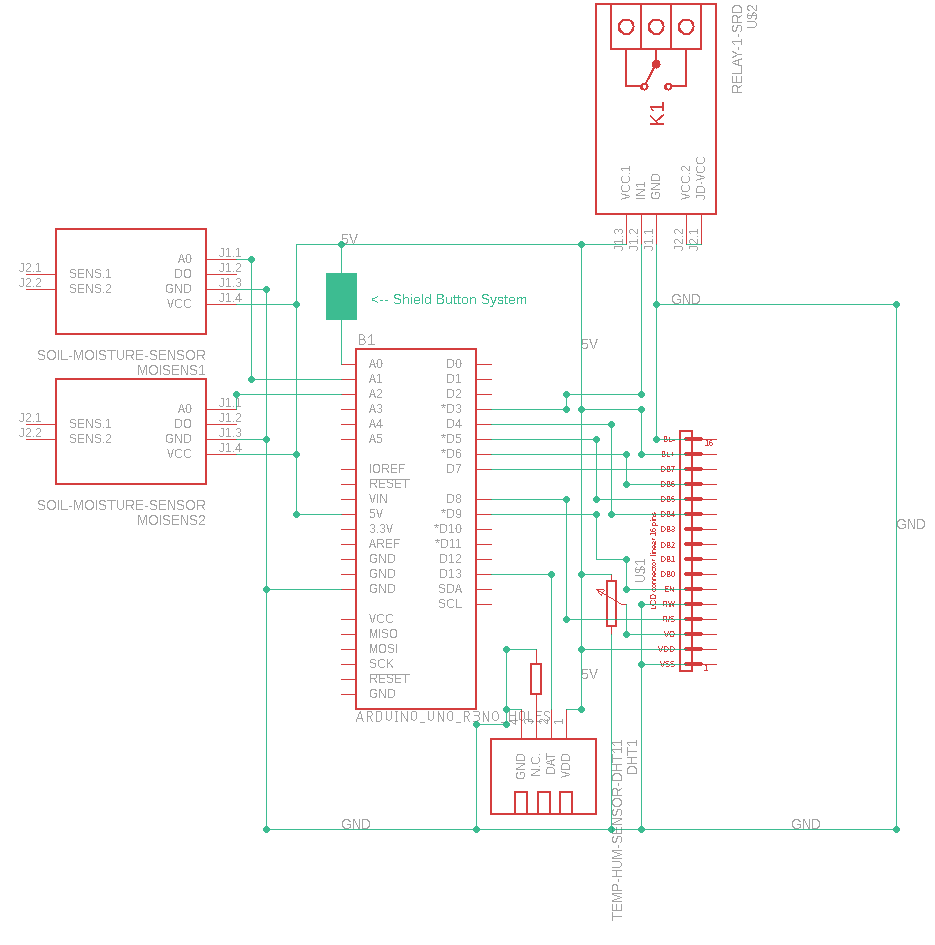 RELAY-1-SRD
U$2
K1
VCC.1
IN1
GND
VCC.2
JD-VCC
J1.3
J1.2
J1.1
J2.2
J2.1
5V
<-- Shield Button System
GND
J2.1
J2.2
SENS.1
SENS.2
A0
DO
GND
VCC
J1.1
J1.2
J1.3
J1.4
SOIL-MOISTURE-SENSOR
MOISENS1
J2.1
J2.2
SENS.1
SENS.2
A0
DO
GND
VCC
J1.1
J1.2
J1.3
J1.4
SOIL-MOISTURE-SENSOR
MOISENS2
B1
A0
A1
A2
A3
A4
A5
IOREF
RESET
VIN
5V
3.3V
AREF
GND
GND
GND
VCC
MISO
MOSI
SCK
RESET
GND
D0
D1
D2
*D3
D4
*D5
*D6
D7
D8
*D9
*D10
*D11
D12
D13
SDA
SCL
ARDUINO_UNO_R3NO_HOLES
5V
5V
BL-
BL+
DB7
DB6
DB5
DB4
DB3
DB2
DB1
DB0
EN
RW
R/S
VO
VDD
VSS
16
1
LCD connector linear 16 pins
U$1
GND
GND
N.C.
DAT
VDD
1
TEMP-HUM-SENSOR-DHT11
DHT1
GND
GND